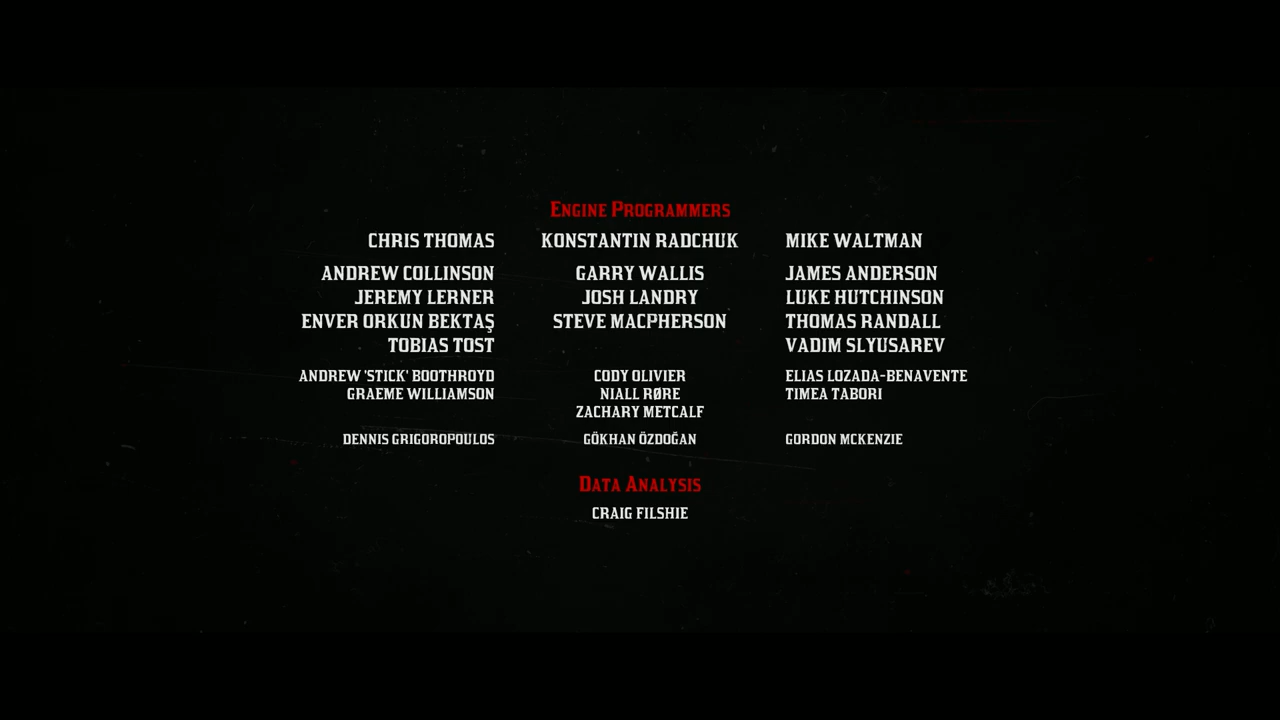 ENGINE PROGRAMMERS
CHRIS THOMAS KONSTANTIN RADCHUK MIKE WALTMAN
ANDREW COLLINSON GARRY WALLIS JAMES ANDERSON
JEREMY LERNER JOSH LANDRY LUKE HUTCHINSON
ENVER ORKUN BEKTAŞ STEVE MACPHERSON THOMAS RANDALL
TOBIAS TOST VADIM SLYUSAREV
ANDREW 'STICK' BOOTHROYD CODY OLIVIER ELIAS LOZADA-BENAVENTE
GRAEME WILLIAMSON NIALL RØRE TIMEA TABORI
ZACHARY METCALF
DENNIS GRIGOROPOULOS GÖKHAN ÖZDOĞAN GORDON MCKENZIE
DATA ANALYSIS
CRAIG FILSHIE